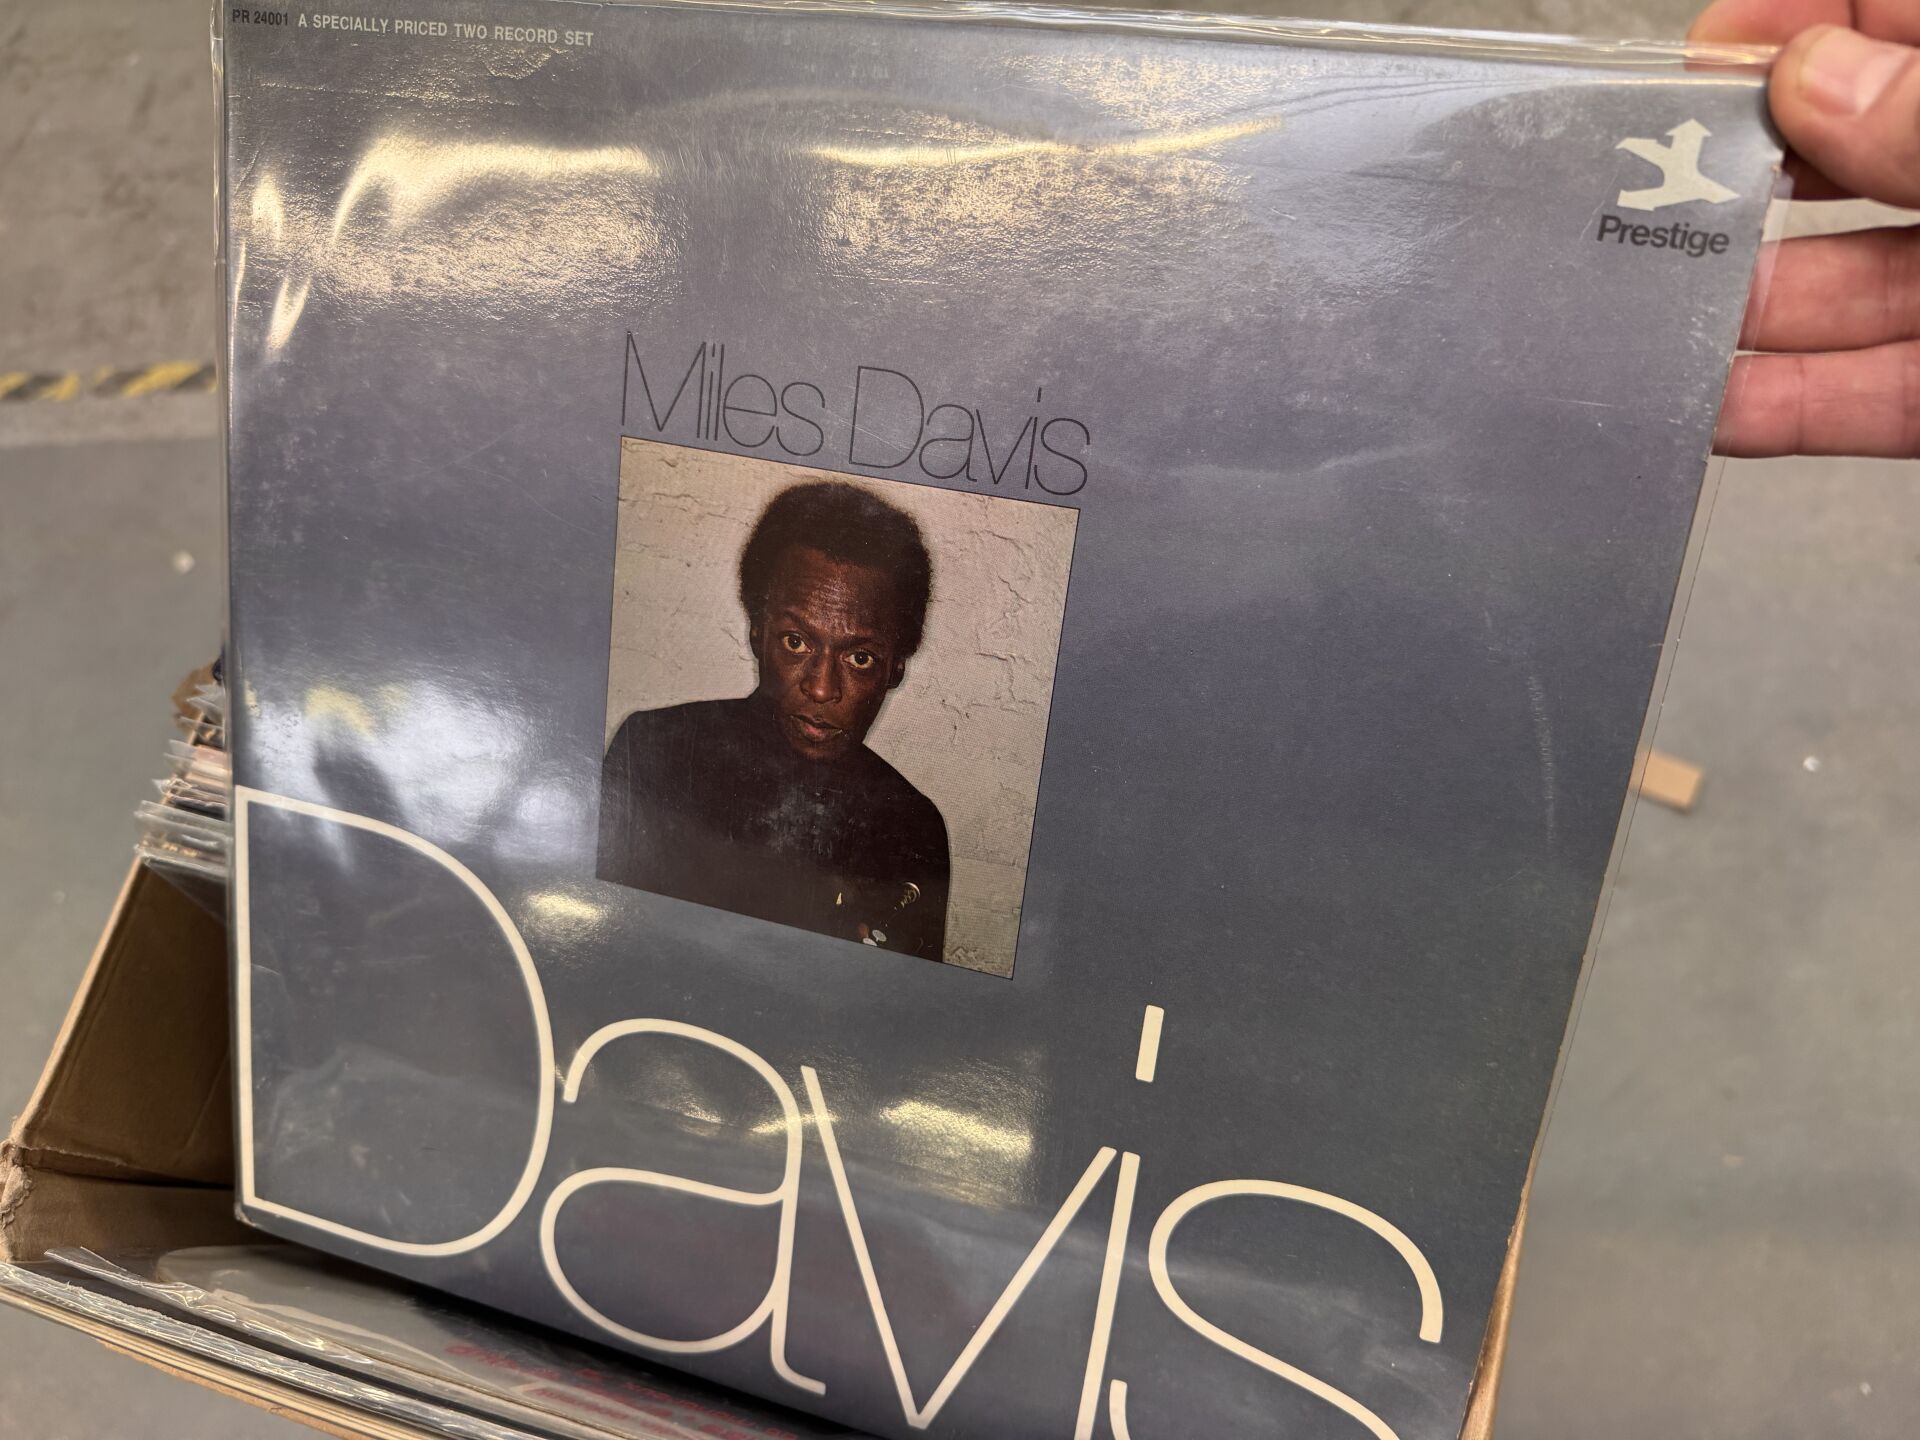 PR 24001 A SPECIALLY PRICED TWO RECORD SET
Prestige
Miles Davis
Davis